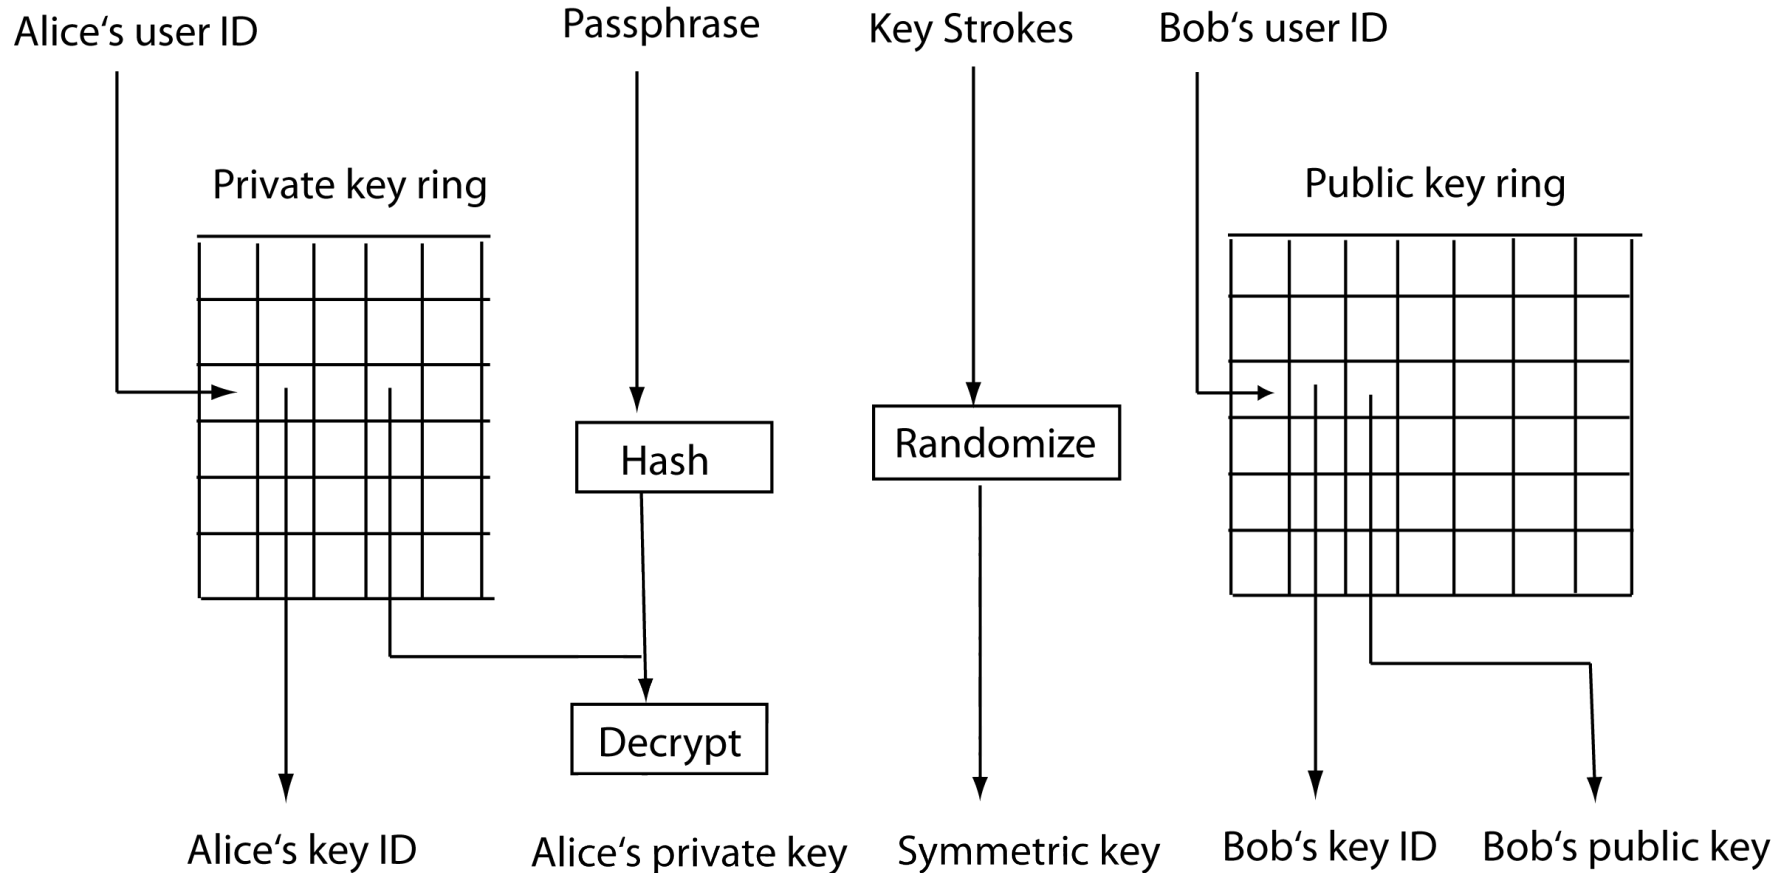 Alice‘s user ID
Passphrase
Key Strokes
Bob‘s user ID
Private key ring
Public key ring
Hash
Randomize
Decrypt
Alice‘s key ID
Alice‘s private key
Symmetric key
Bob‘s key ID
Bob‘s public key